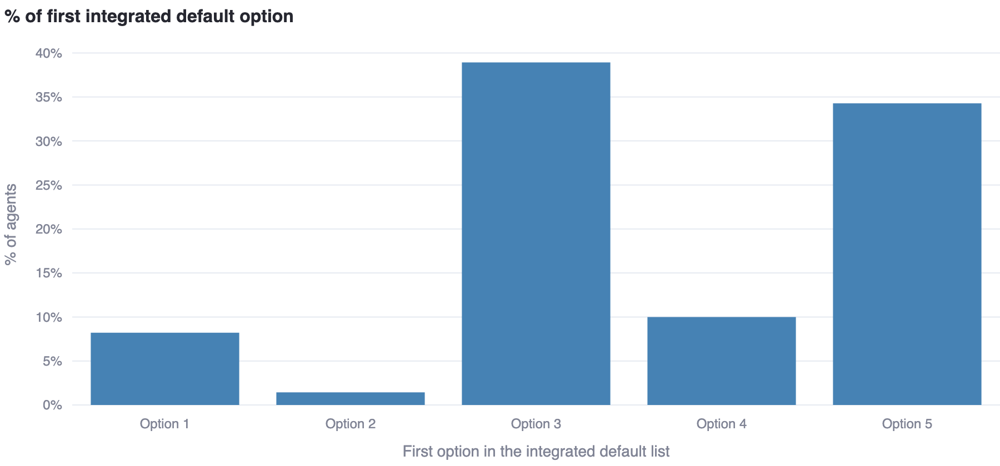 % of first integrated default option
40%
35%
30%
25%
20%
15%
10%
5%
0%
% of agents
Option 1
Option 2
Option 3
Option 4
Option 5
First option in the integrated default list